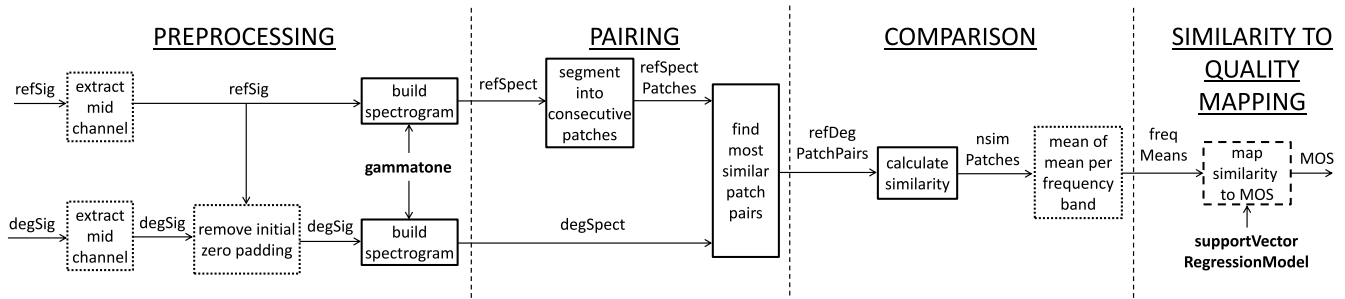 PREPROCESSING
refSig
extract
mid
channel
refSig
build
spectrogram
gammatone
degSig
extract
mid
channel
degSig
remove initial
zero padding
degSig
build
spectrogram
PAIRING
refSpect
segment
into
consecutive
patches
refSpect
Patches
degSpect
find
most
similar
patch
pairs
COMPARISON
refDeg
PatchPairs
calculate
similarity
nsim
Patches
mean of
mean per
frequency
band
SIMILARITY TO
QUALITY
MAPPING
freq
Means
map
similarity
to MOS
MOS
supportVector
RegressionModel